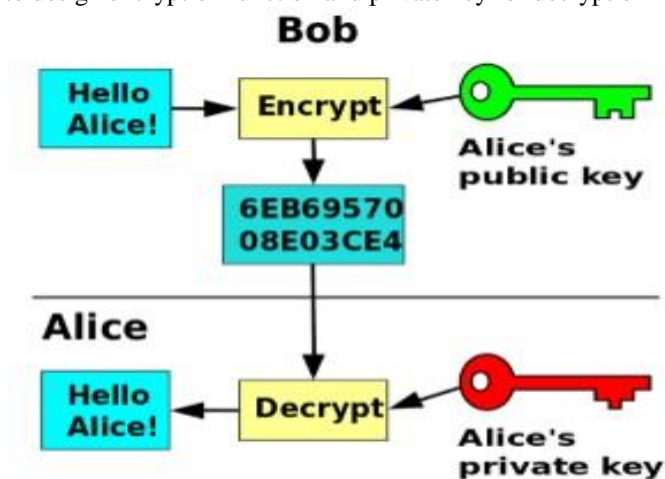 Bob
Hello
Alice!
Encrypt
Alice's
public key
6EB69570
08E03CE4
Alice
Hello
Alice!
Decrypt
Alice's
private key